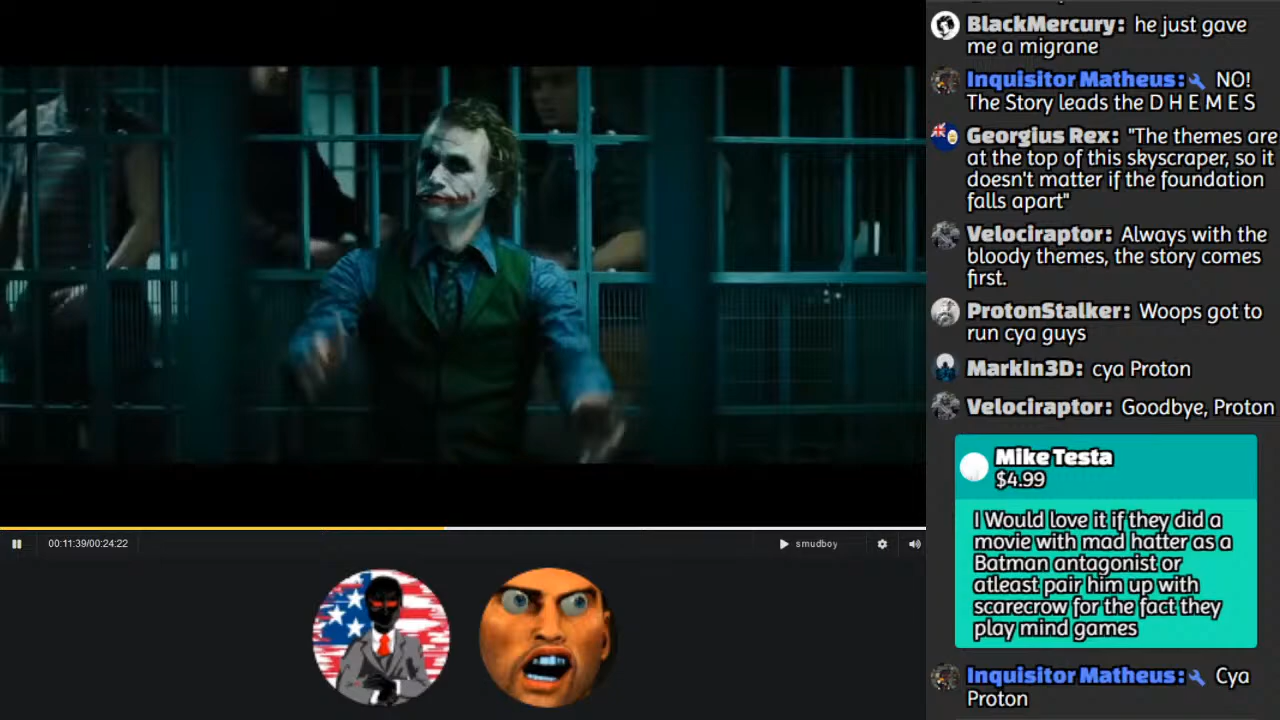 BlackMercury: he just gave
me a migrane
Inquisitor Matheus: NO!
The Story leads the D H E M E S
Georgius Rex: "The themes are
at the top of this skyscraper, so it
doesn't matter if the foundation
falls apart"
Velociraptor: Always with the
bloody themes, the story comes
first.
ProtonStalker: Woops got to
run cya guys
MarkIn3D: cya Proton
Velociraptor: Goodbye, Proton
Mike Testa
$4.99
I Would love it if they did a
movie with mad hatter as a
Batman antagonist or
atleast pair him up with
scarecrow for the fact they
play mind games
Inquisitor Matheus: Cya
Proton
00:11:39/00:24:22
smudboy